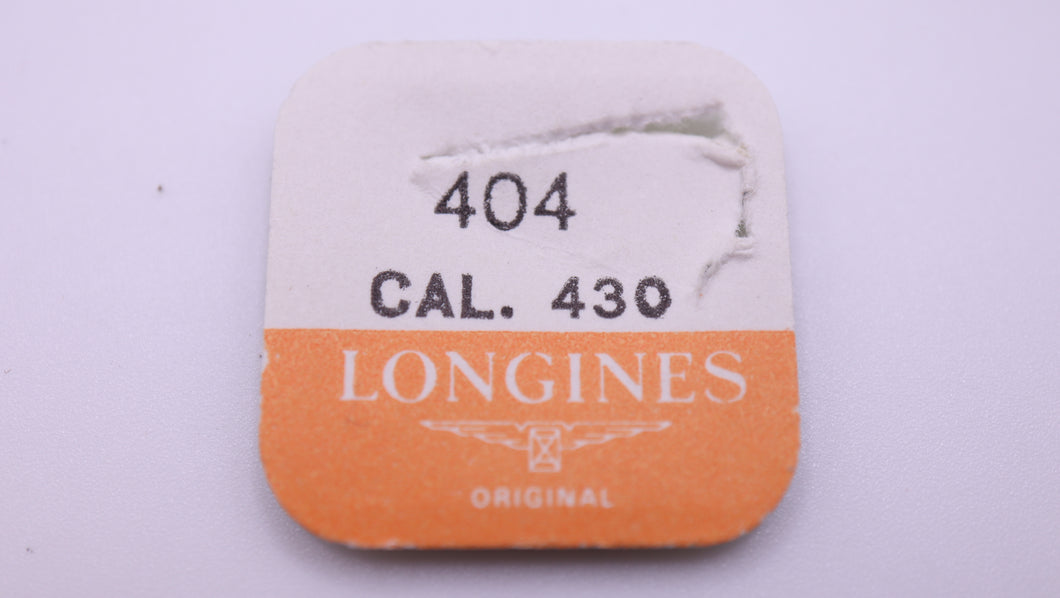 404
CAL. 430
LONGINES
ORIGINAL